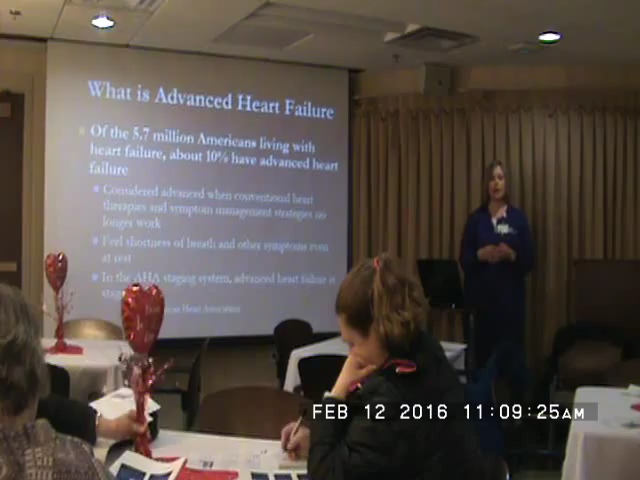 What is Advanced Heart Failure
Of the 5.7 million Americans living with
heart failure, about 10% have advanced heart
failure
Considered advanced when conventional heart
therapies and symptom management strategies no
longer work
Feel shortness of breath and other symptoms even
at rest
In the AHA staging system, advanced heart failure is
Heart Association
FEB 12 2016 11:09:25AM